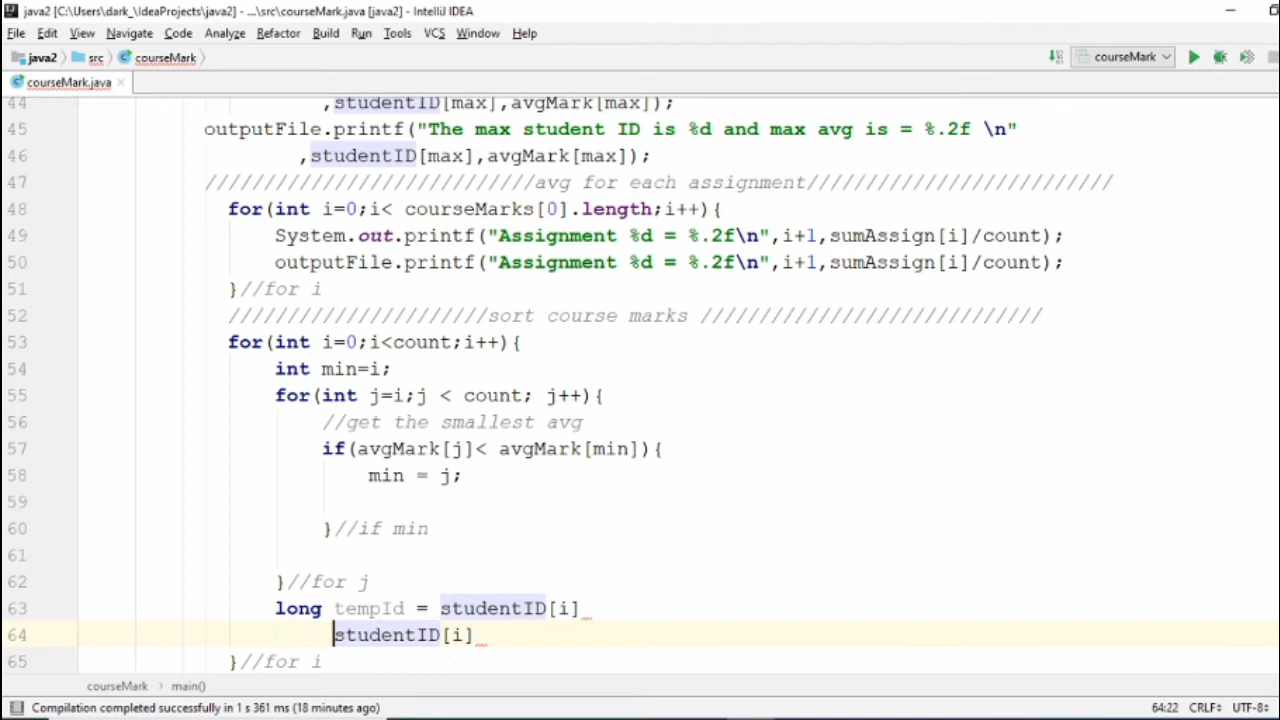 java2 [C:\Users\dark_\IdeaProjects\java2] - ...\src\courseMark.java [java2] - IntelliJ IDEA
File Edit View Navigate Code Analyze Refactor Build Run Tools VCS Window Help
java2 src courseMark courseMark
courseMark.java
44 ,studentID[max],avgMark[max]);
45 outputFile.printf("The max student ID is %d and max avg is = %.2f \n"
46 ,studentID[max],avgMark[max]);
47 ////////////////////////////avg for each assignment//////////////////////////
48 for(int i=0;i< courseMarks[0].length;i++){
49 System.out.printf("Assignment %d = %.2f\n",i+1,sumAssign[i]/count);
50 outputFile.printf("Assignment %d = %.2f\n",i+1,sumAssign[i]/count);
51 }//for i
52 //////////////////////sort course marks /////////////////////////////
53 for(int i=0;i<count;i++){
54 int min=i;
55 for(int j=i;j < count; j++){
56 //get the smallest avg
57 if(avgMark[j]< avgMark[min]){
58 min = j;
59
60 }//if min
61
62 }//for j
63 long tempId = studentID[i]
64 studentID[i]
65 }//for i
courseMark main()
Compilation completed successfully in 1 s 361 ms (18 minutes ago) 64:22 CRLF UTF-8